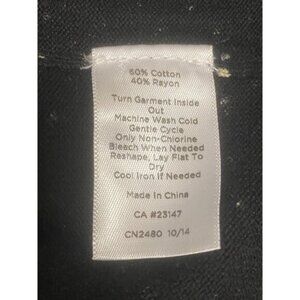 60% Cotton
40% Rayon
Turn Garment Inside
Out
Machine Wash Cold
Gentle Cycle
Only Non-Chlorine
Bleach When Needed
Reshape, Lay Flat To
Dry
Cool Iron If Needed
Made In China
CA #23147
CN2480 10/14